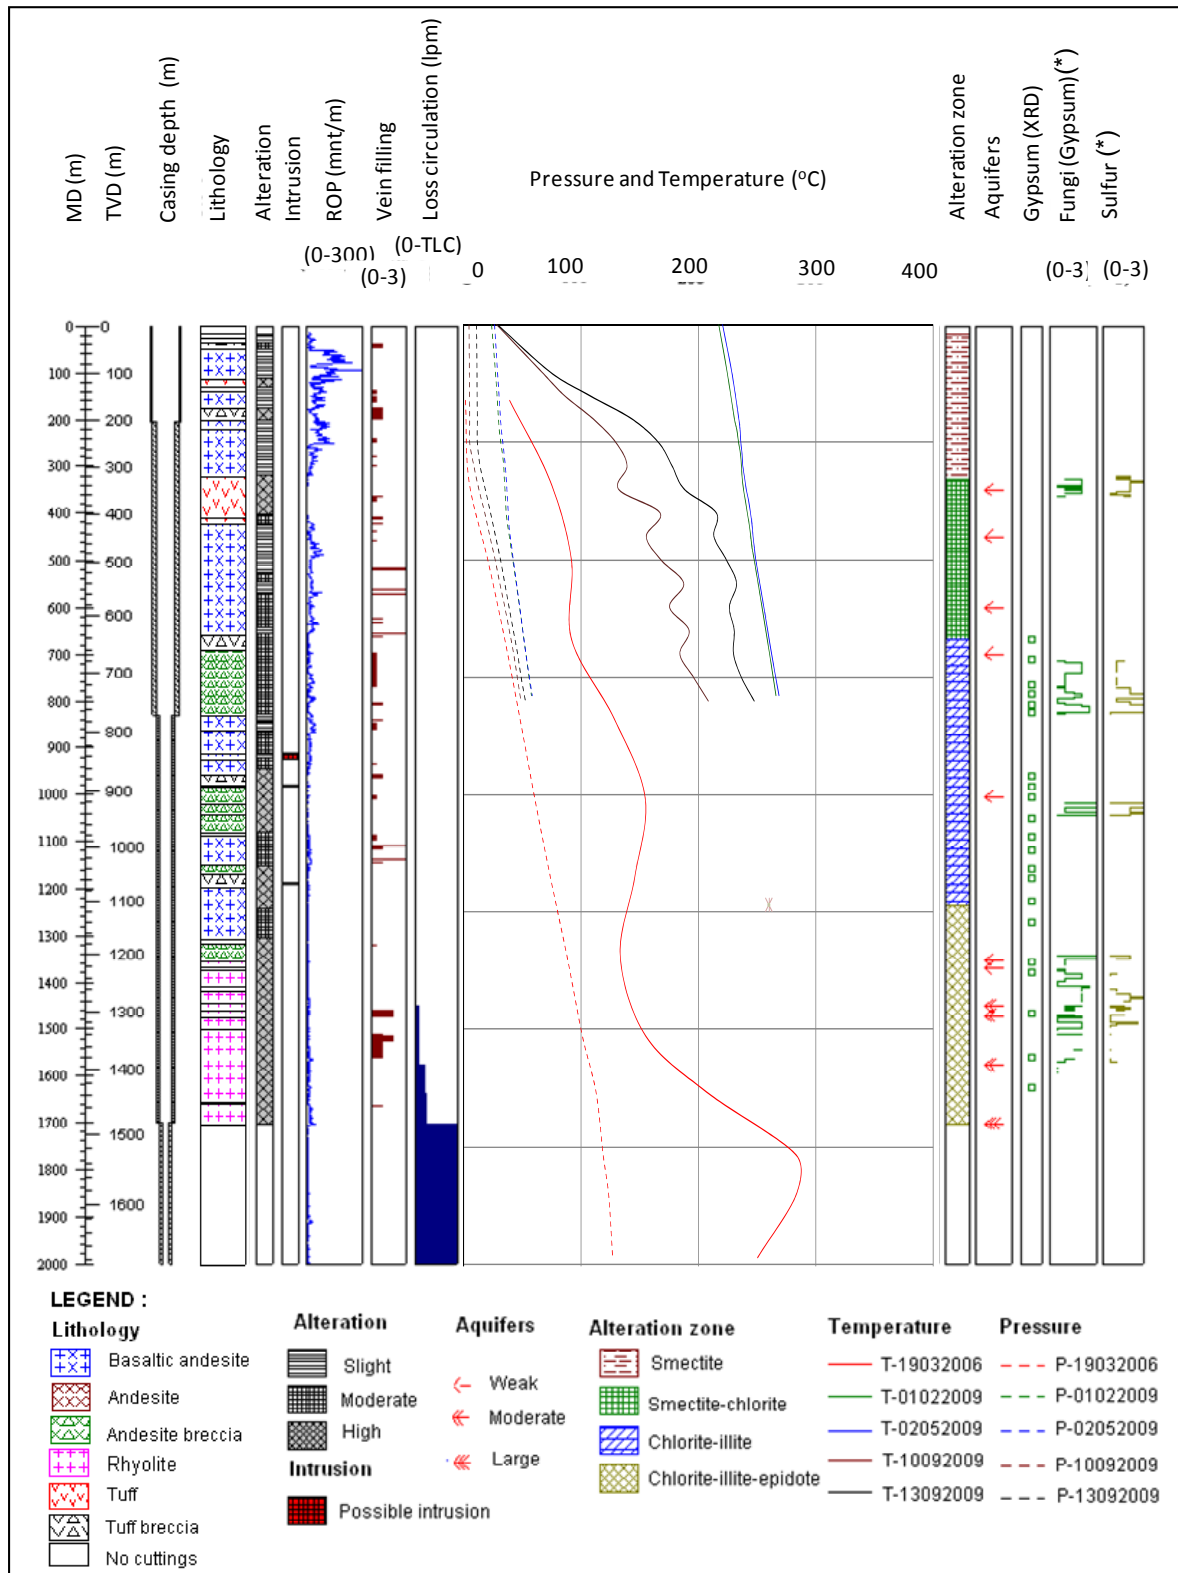 MD (m)
TVD (m)
Casing depth (m)
Lithology
Alteration
Intrusion
ROP (mnt/m)
Vein filling
Loss circulation (lpm)
Pressure and Temperature (°C)
Alteration zone
Aquifers
Gypsum (XRD)
Fungi (Gypsum)(*)
Sulfur (*)
(0-300)
(0-3)
(0-TLC)
0 100 200 300 400
(0-3) (0-3)
0 0
100 100
200 200
300 300
400 400
500 500
600 600
700 700
800 800
900 900
1000 1000
1100 1100
1200 1200
1300 1300
1400 1400
1500 1500
1600 1600
1700
1800
1900
2000
LEGEND :
Lithology
Basaltic andesite
Andesite
Andesite breccia
Rhyolite
Tuff
Tuff breccia
No cuttings
Alteration
Slight
Moderate
High
Intrusion
Possible intrusion
Aquifers
Weak
Moderate
Large
Alteration zone
Smectite
Smectite-chlorite
Chlorite-illite
Chlorite-illite-epidote
Temperature
T-19032006
T-01022009
T-02052009
T-10092009
T-13092009
Pressure
P-19032006
P-01022009
P-02052009
P-10092009
P-13092009